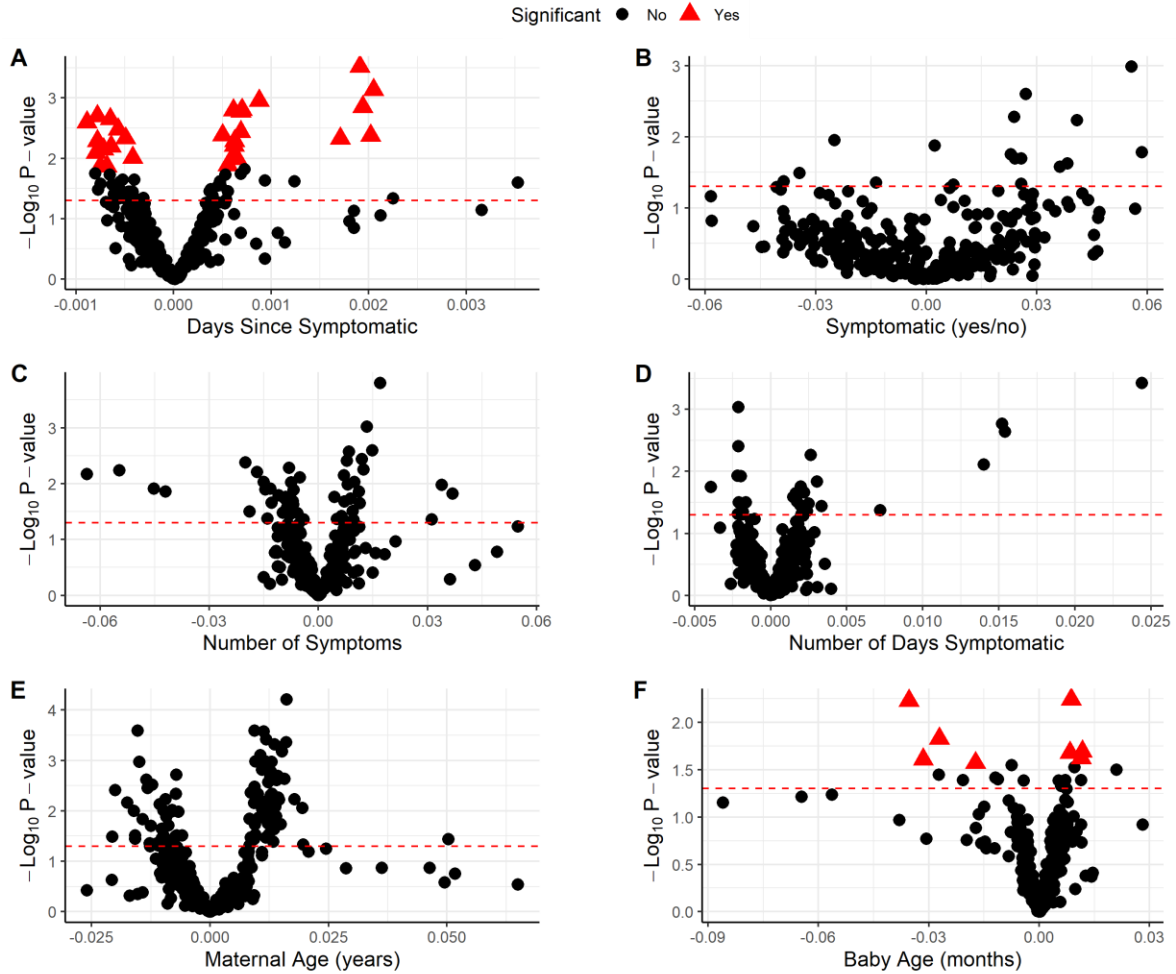 Significant No Yes
A
−Log10 P − value
3
2
1
0
-0.001 0.000 0.001 0.002 0.003
Days Since Symptomatic
B
−Log10 P − value
3
2
1
0
-0.06 -0.03 0.00 0.03 0.06
Symptomatic (yes/no)
C
−Log10 P − value
3
2
1
0
-0.06 -0.03 0.00 0.03 0.06
Number of Symptoms
D
−Log10 P − value
3
2
1
0
-0.005 0.000 0.005 0.010 0.015 0.020 0.025
Number of Days Symptomatic
E
−Log10 P − value
4
3
2
1
0
-0.025 0.000 0.025 0.050
Maternal Age (years)
F
−Log10 P − value
2.0
1.5
1.0
0.5
0.0
-0.09 -0.06 -0.03 0.00 0.03
Baby Age (months)